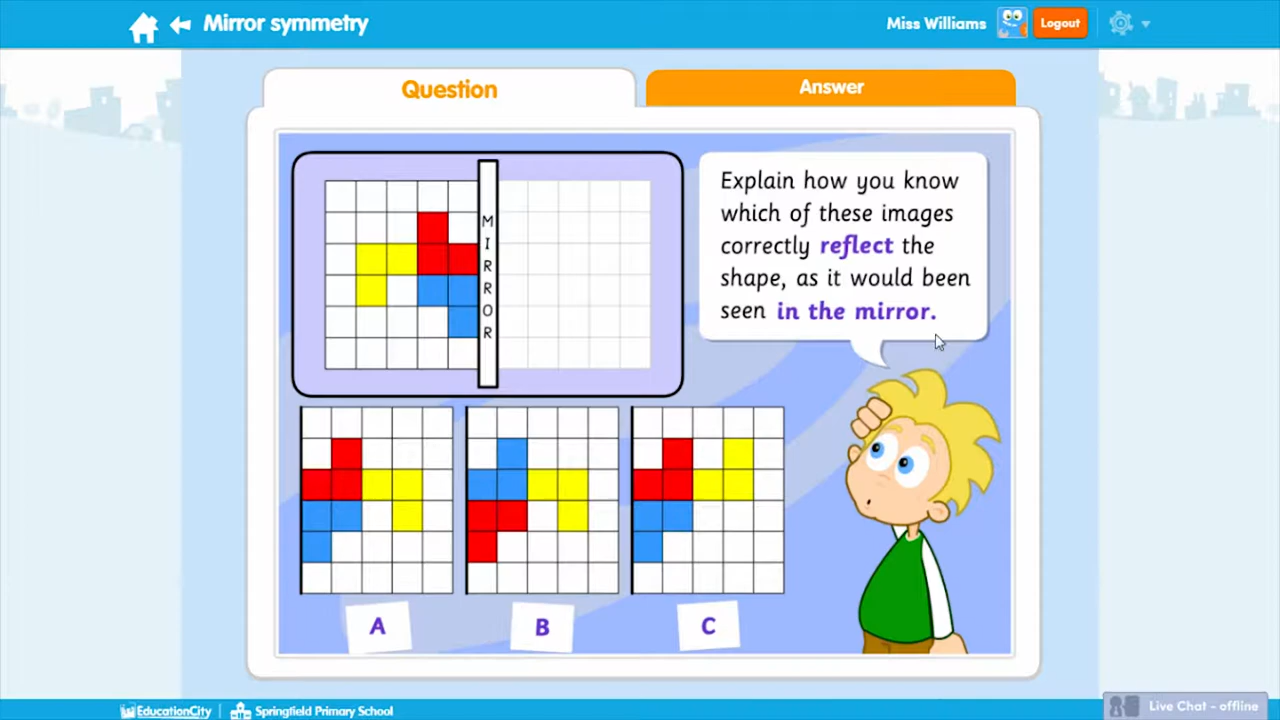 Mirror symmetry
Miss Williams
Logout
Question
Answer
MIRROR
Explain how you know
which of these images
correctly reflect the
shape, as it would been
seen in the mirror.
A
B
C
EducationCity
Springfield Primary School
Live Chat - offline